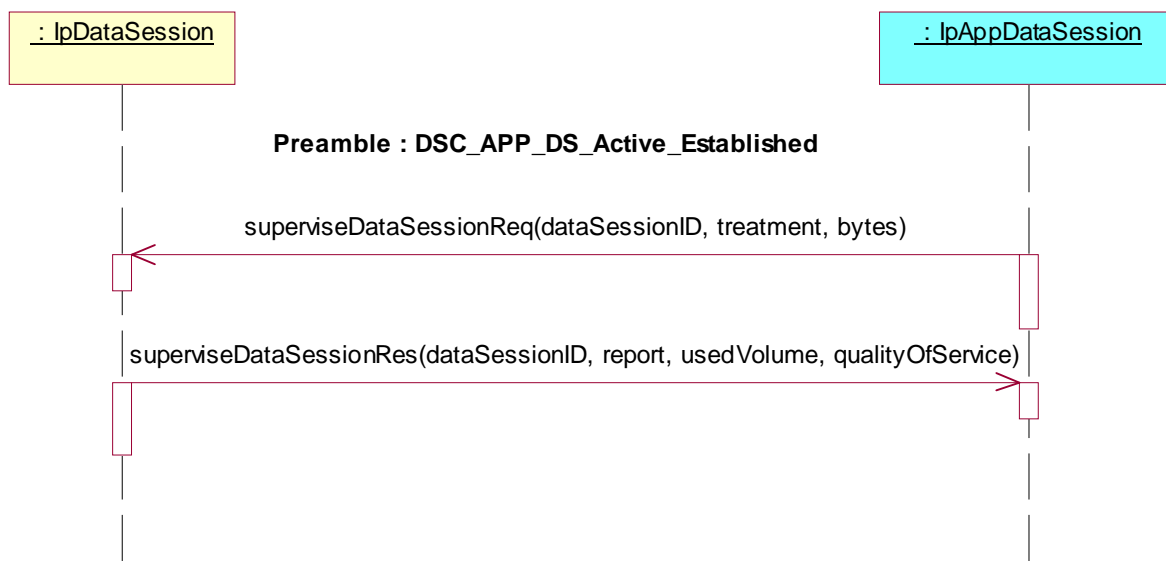 : IpDataSession
: IpAppDataSession
Preamble : DSC_APP_DS_Active_Established
superviseDataSessionReq(dataSessionID, treatment, bytes)
superviseDataSessionRes(dataSessionID, report, usedVolume, qualityOfService)